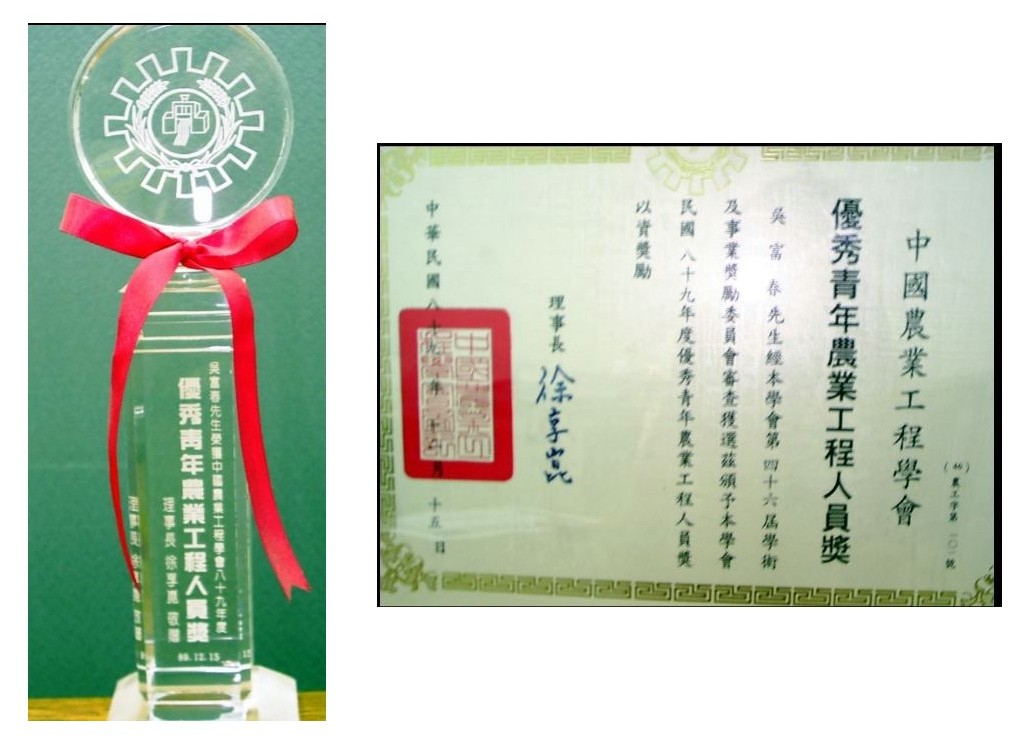 吳富春先生榮獲中國農業工程學會八十九年度
優秀青年農業工程人員獎
理事長 徐享崑 敬贈
89.12.15
(46)農工字第二〇一號
中國農業工程學會
優秀青年農業工程人員獎
吳富春先生經本學會第四十六屆學術
及事業獎勵委員會審查獲選茲頒予本學會
民國八十九年度優秀青年農業工程人員獎
以資獎勵
理事長 徐享崑
中華民國八十九年十二月十五日